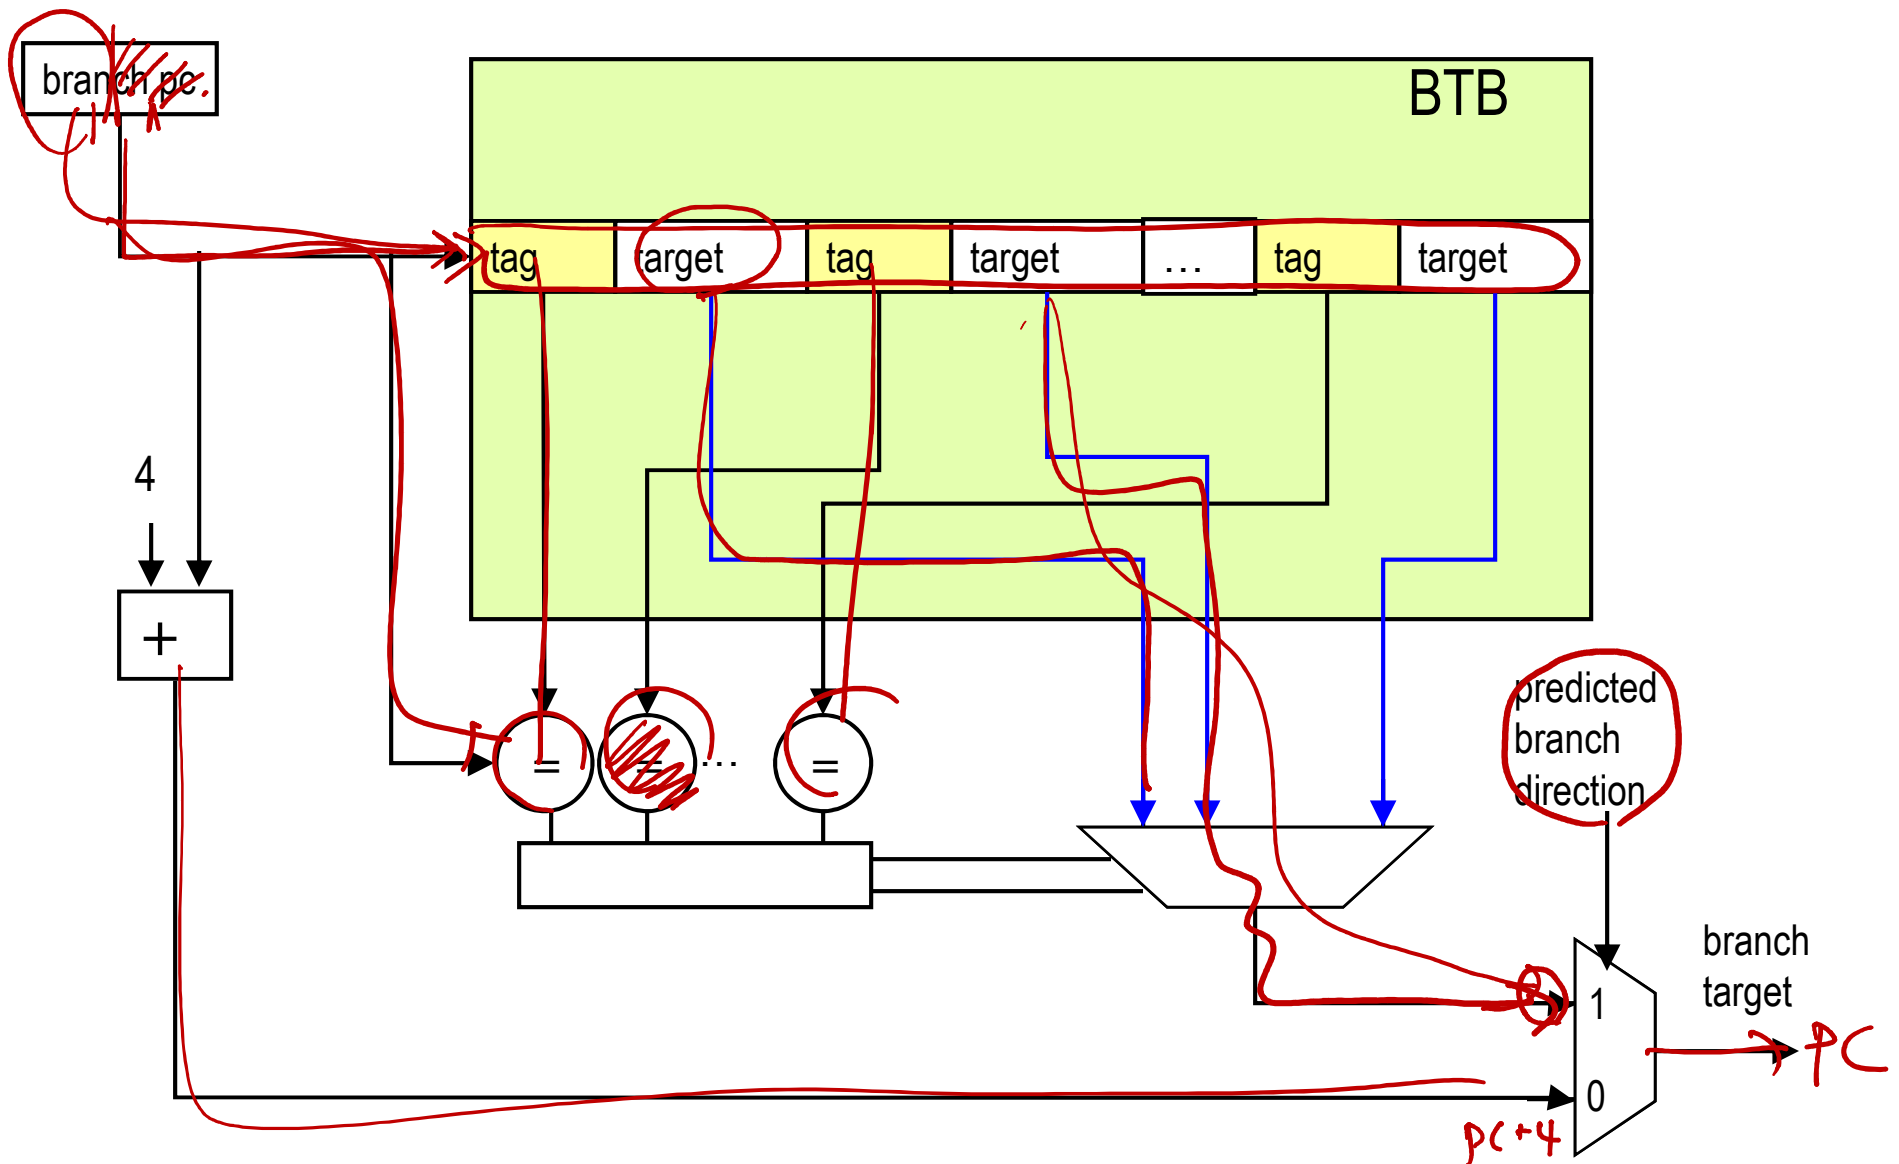 branch pc
BTB
tag target tag target ... tag target
4
+
= = ... =
predicted
branch
direction
branch
target
1
PC
0
pc+4